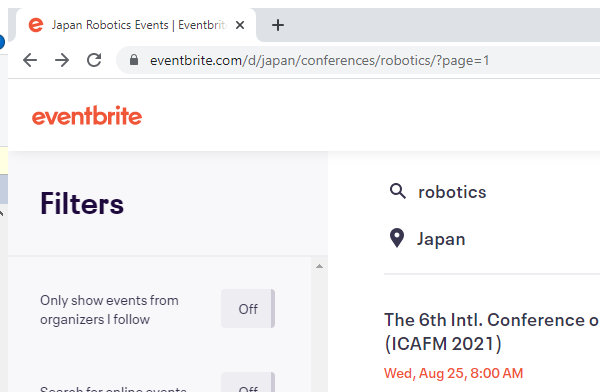 Japan Robotics Events | Eventbrit
eventbrite.com/d/japan/conferences/robotics/?page=1
eventbrite
Filters
robotics
Japan
Only show events from
organizers I follow
Off
The 6th Intl. Conference o
(ICAFM 2021)
Wed, Aug 25, 8:00 AM
Search for online events
Off